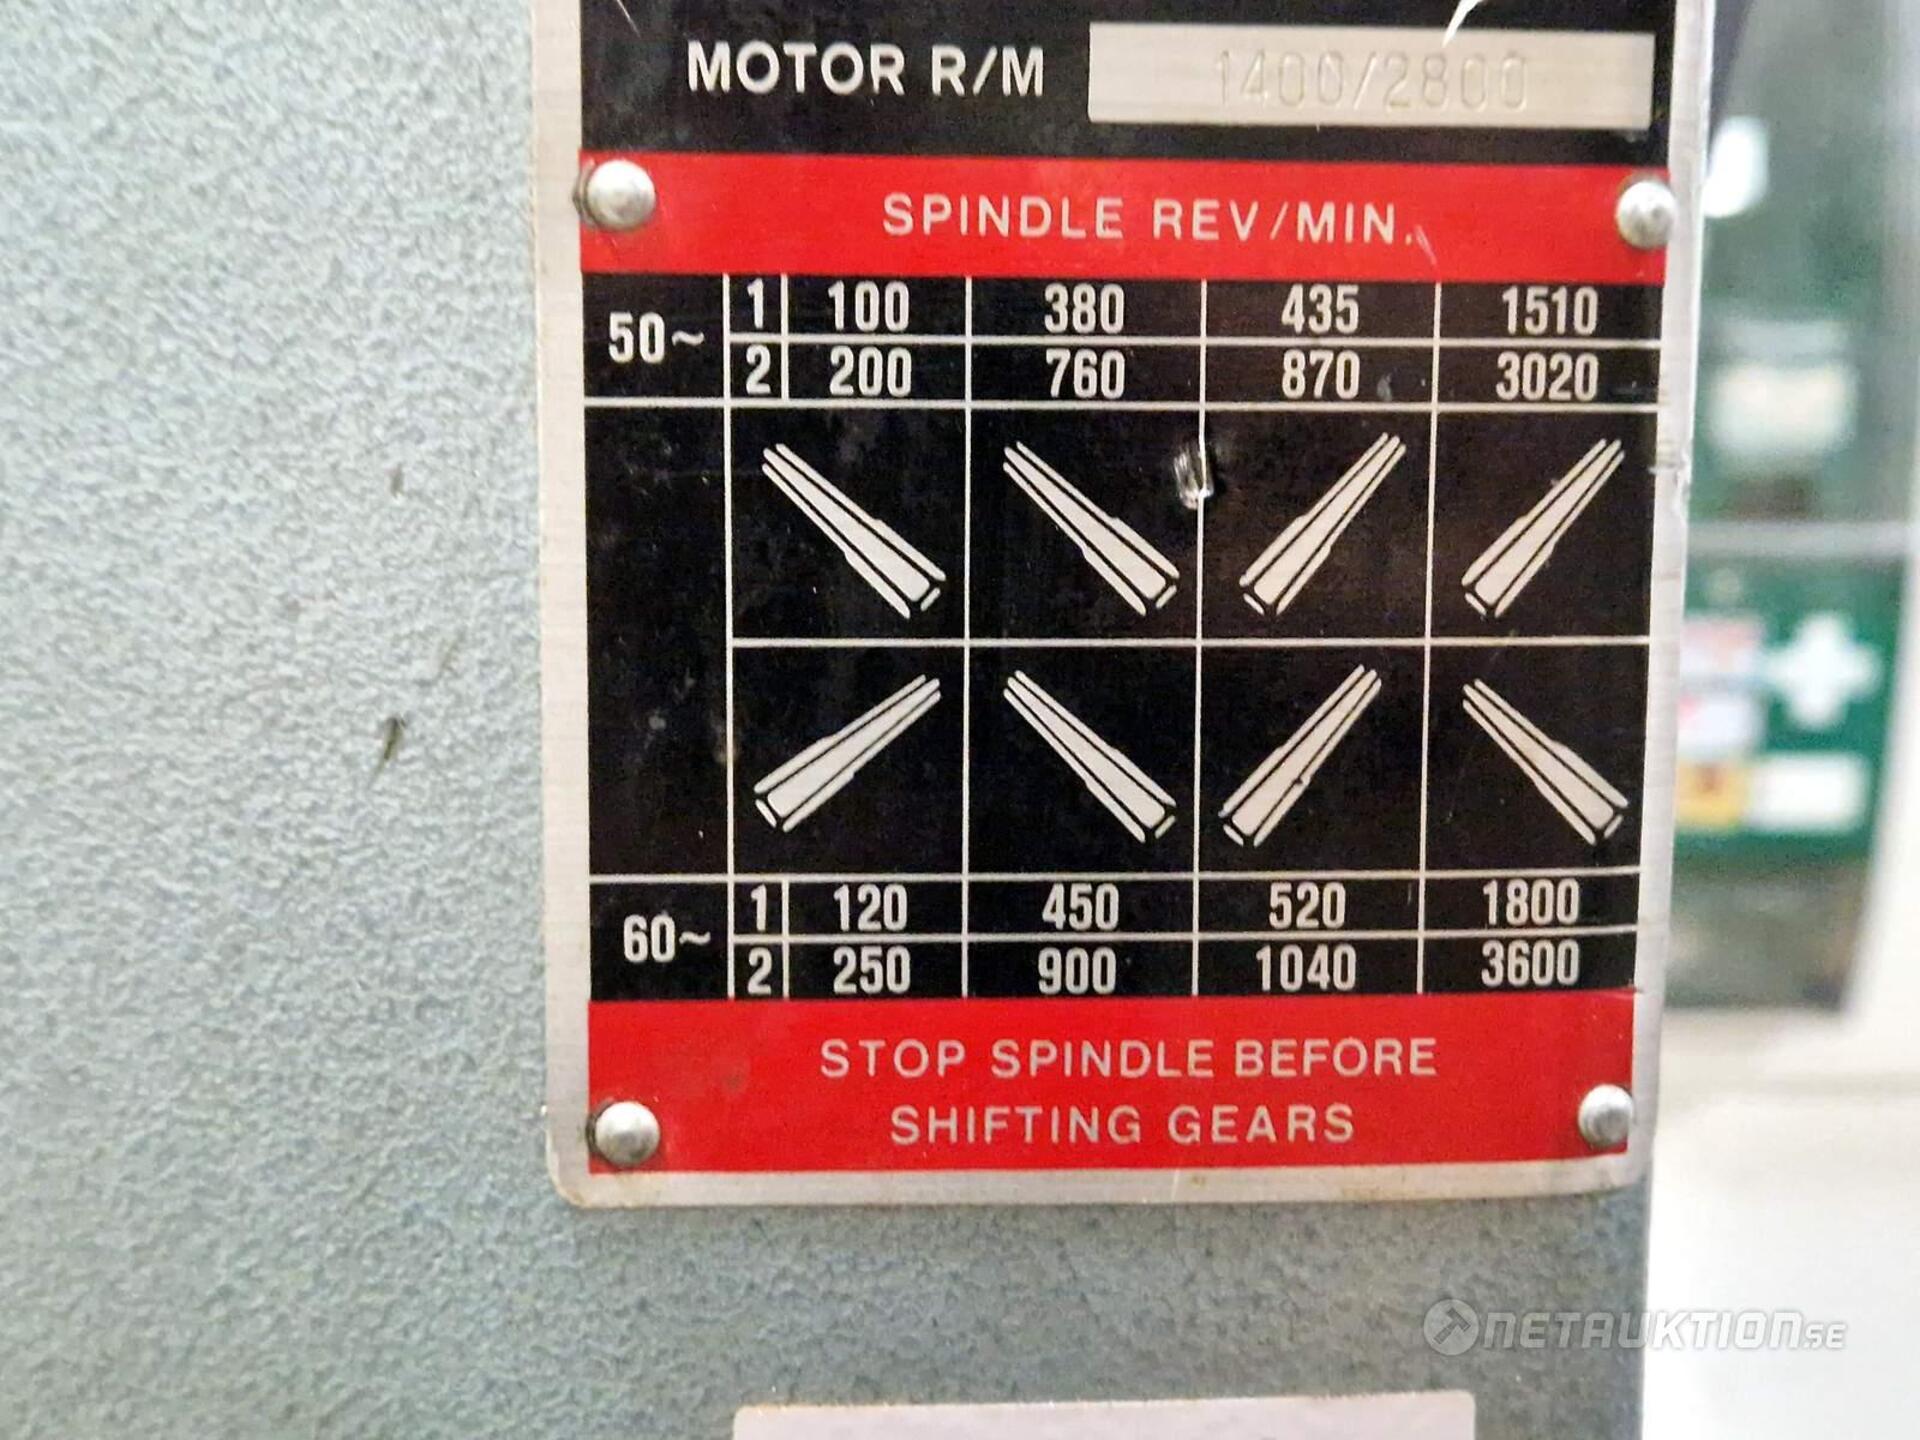 MOTOR R/M 1400/2800
SPINDLE REV/MIN.
50~ 1 100 380 435 1510
2 200 760 870 3020
60~ 1 120 450 520 1800
2 250 900 1040 3600
STOP SPINDLE BEFORE
SHIFTING GEARS
NETAUKTION.SE